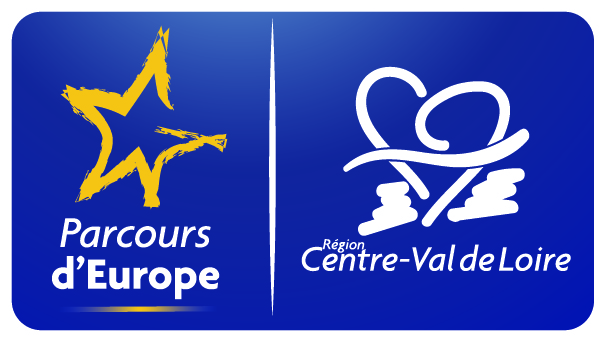 Parcours
d'Europe
Région
Centre-Val de Loire